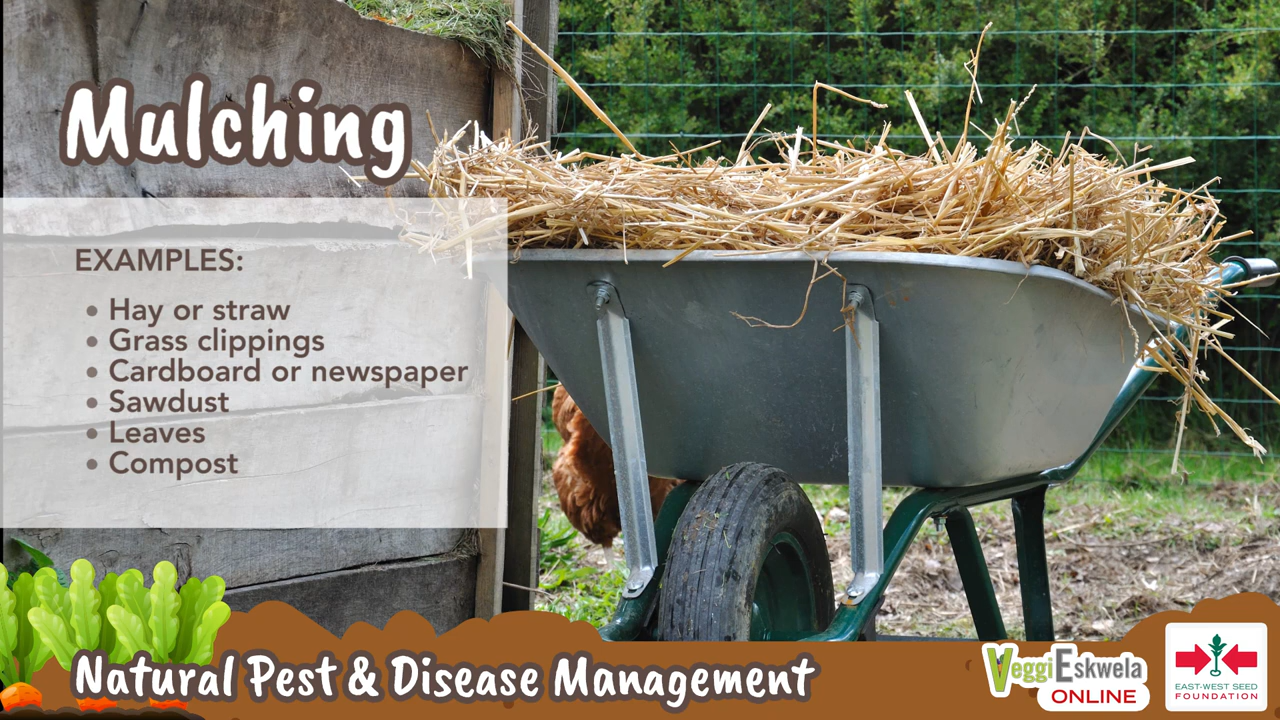 Mulching
EXAMPLES:
• Hay or straw
• Grass clippings
• Cardboard or newspaper
• Sawdust
• Leaves
• Compost
Natural Pest & Disease Management
VeggiEskwela
ONLINE
EAST-WEST SEED
FOUNDATION